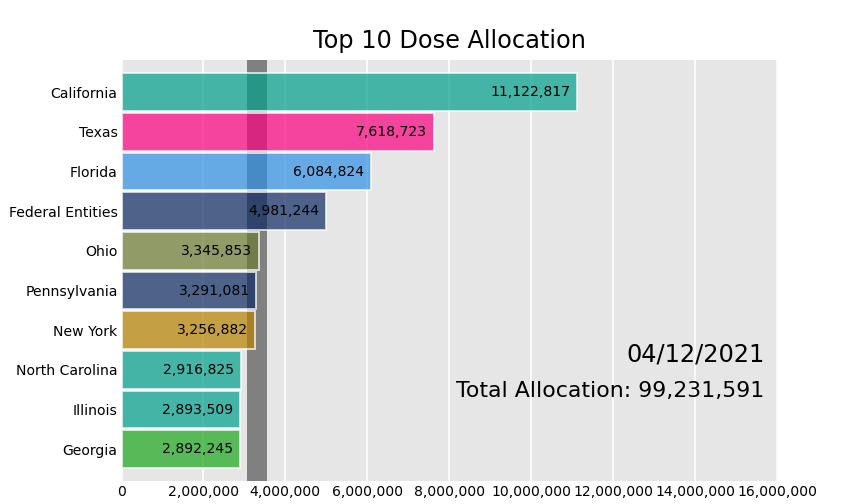 Top 10 Dose Allocation
California 11,122,817
Texas 7,618,723
Florida 6,084,824
Federal Entities 4,981,244
Ohio 3,345,853
Pennsylvania 3,291,081
New York 3,256,882
04/12/2021
North Carolina 2,916,825
Total Allocation: 99,231,591
Illinois 2,893,509
Georgia 2,892,245
0 2,000,000 4,000,000 6,000,000 8,000,000 10,000,000 12,000,000 14,000,000 16,000,000